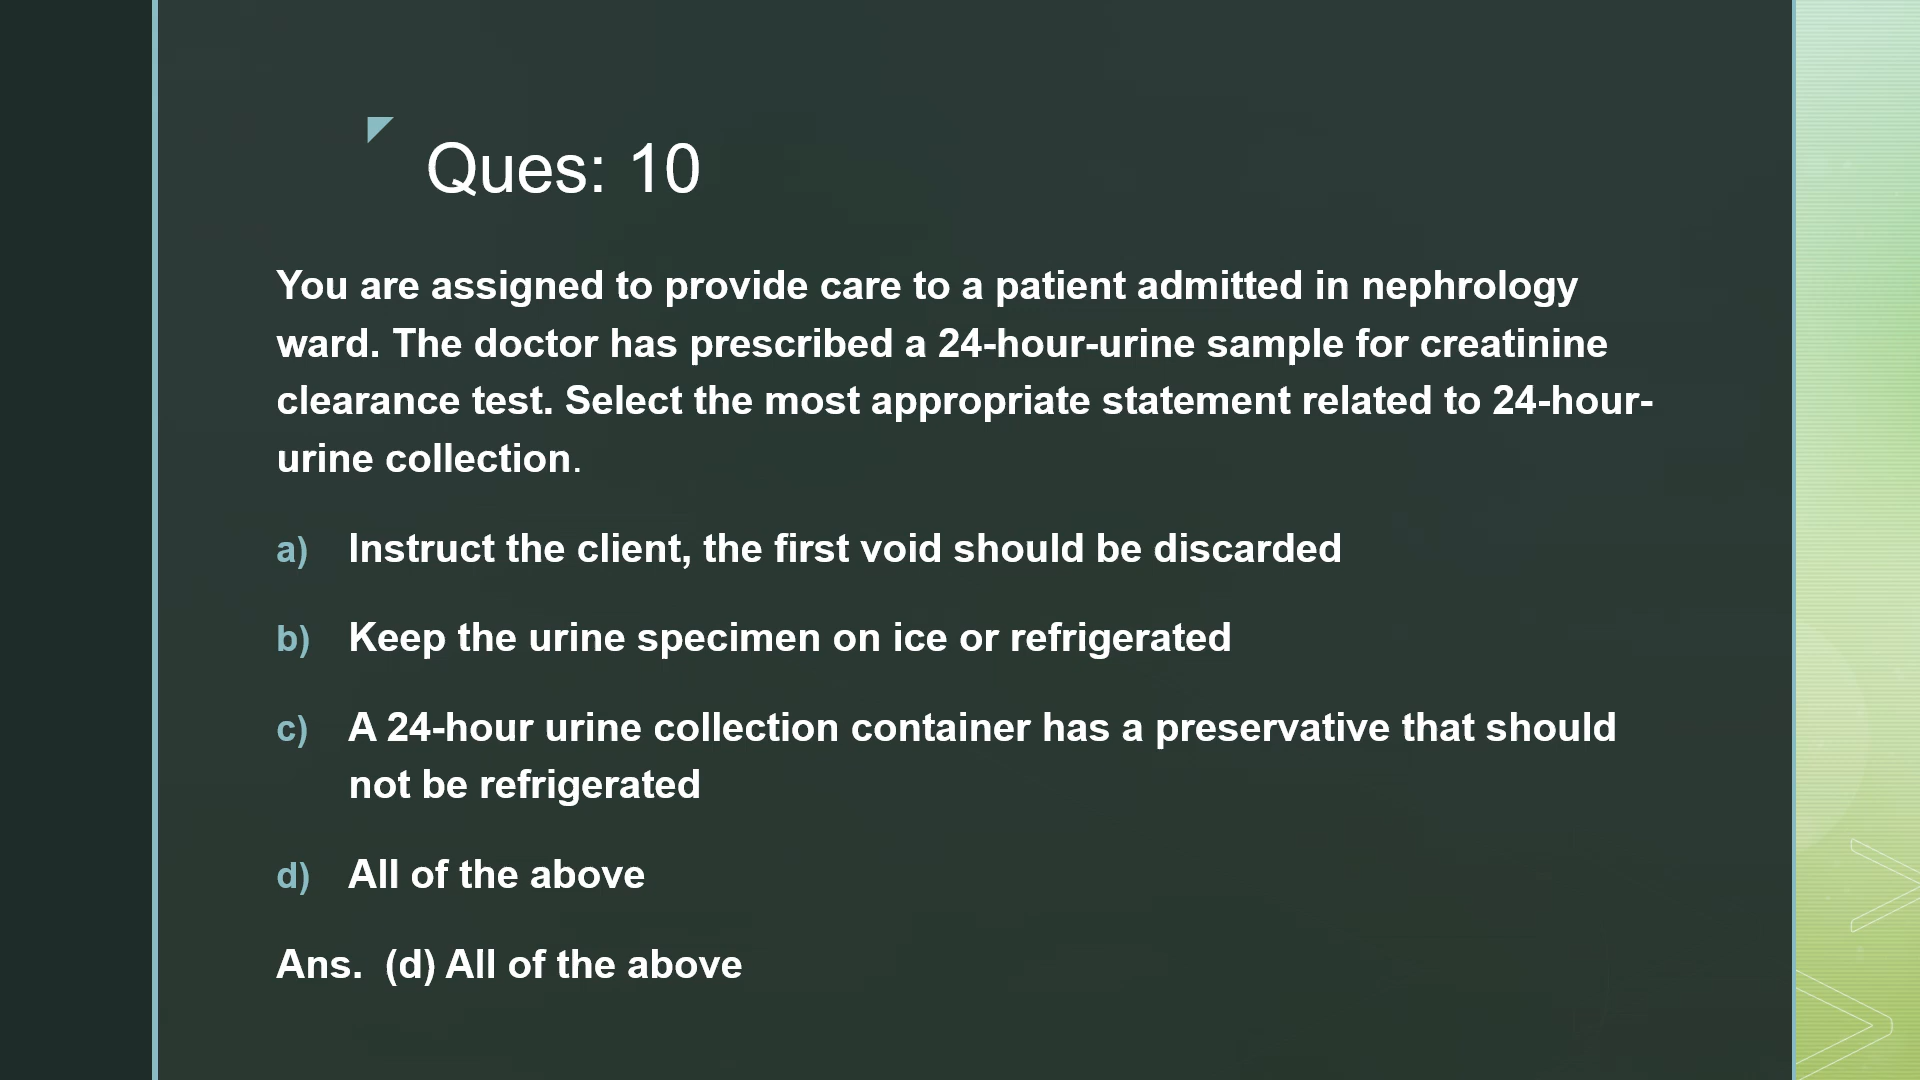 Ques: 10
You are assigned to provide care to a patient admitted in nephrology
ward. The doctor has prescribed a 24-hour-urine sample for creatinine
clearance test. Select the most appropriate statement related to 24-hour-
urine collection.
a) Instruct the client, the first void should be discarded
b) Keep the urine specimen on ice or refrigerated
c) A 24-hour urine collection container has a preservative that should
not be refrigerated
d) All of the above
Ans. (d) All of the above